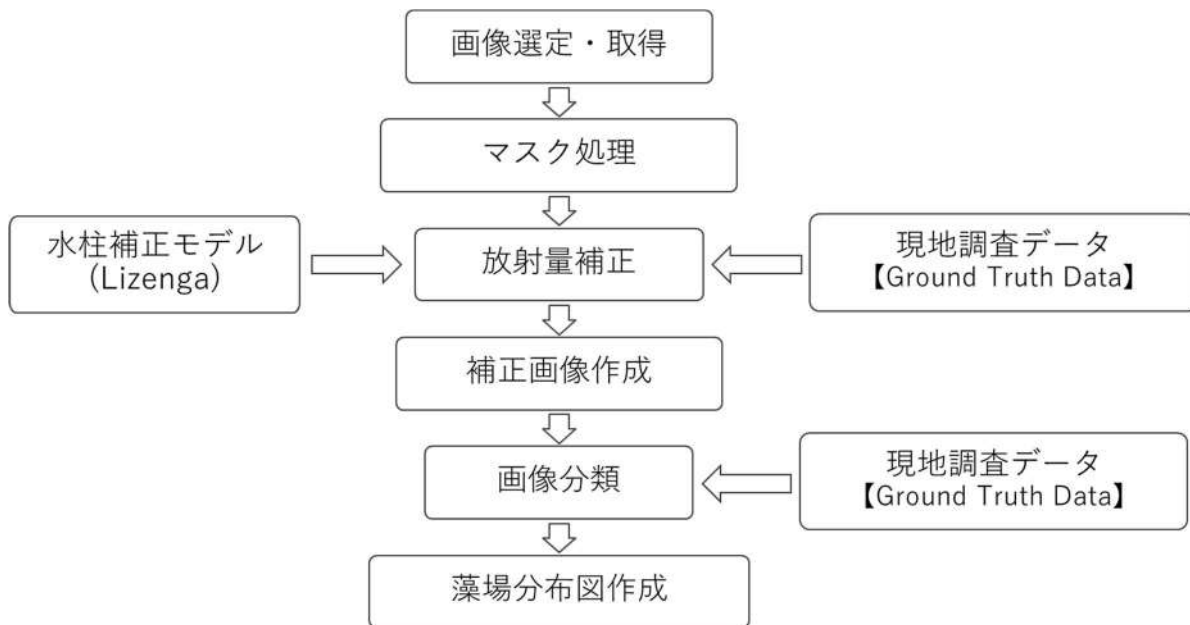 画像選定・取得
マスク処理
水柱補正モデル
(Lizenga)
放射量補正
現地調査データ
【Ground Truth Data】
補正画像作成
画像分類
現地調査データ
【Ground Truth Data】
藻場分布図作成